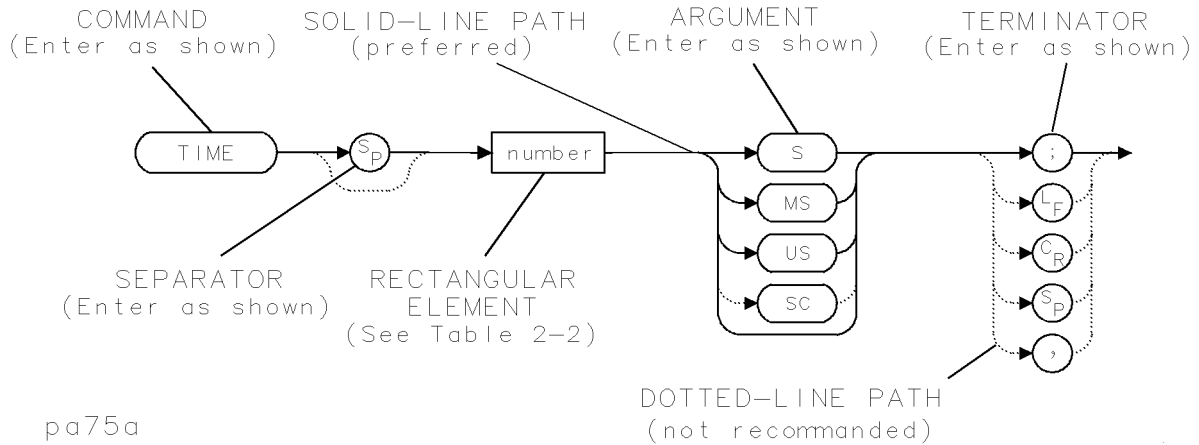 COMMAND
(Enter as shown)
SOLID-LINE PATH
(preferred)
ARGUMENT
(Enter as shown)
TERMINATOR
(Enter as shown)
TIME
SP
number
S
MS
US
SC
;
LF
CR
SP
,
SEPARATOR
(Enter as shown)
RECTANGULAR
ELEMENT
(See Table 2-2)
DOTTED-LINE PATH
(not recommanded)
pa75a